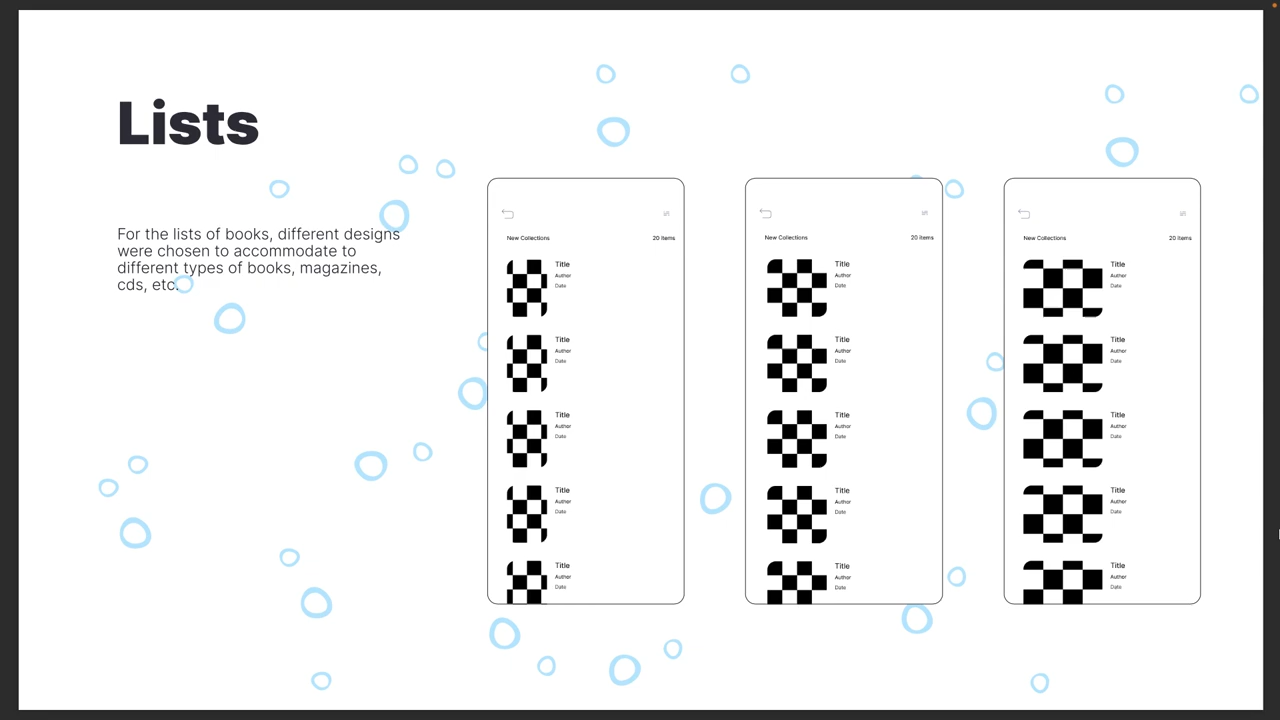 Lists
For the lists of books, different designs
were chosen to accommodate to
different types of books, magazines,
cds, etc.
New Collections 20 items
Title
Author
Date
Title
Author
Date
Title
Author
Date
Title
Author
Date
Title
Author
Date
New Collections 20 items
Title
Author
Date
Title
Author
Date
Title
Author
Date
Title
Author
Date
Title
Author
Date
New Collections 20 items
Title
Author
Date
Title
Author
Date
Title
Author
Date
Title
Author
Date
Title
Author
Date